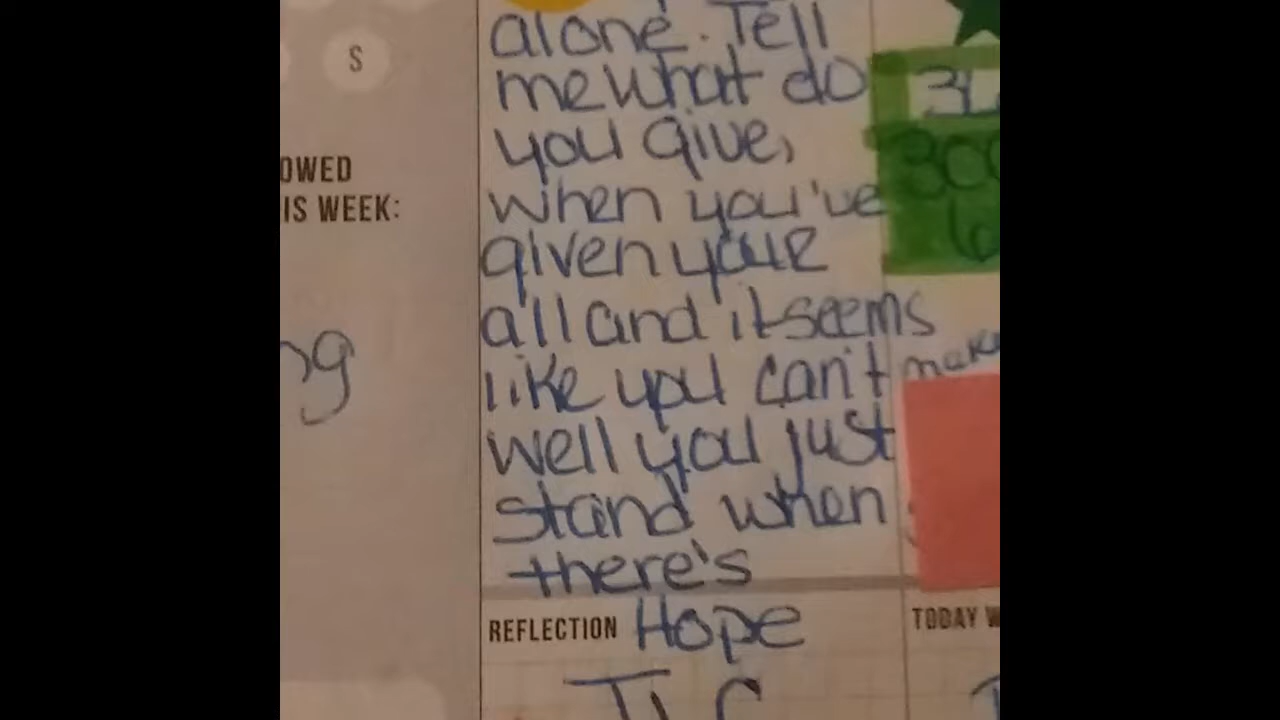 S
OWED
IS WEEK:
alone. Tell
me what do
you give,
when you've
given your
all and it seems
like you can't make
well you just
stand when
there's
Hope
REFLECTION
TODAY W